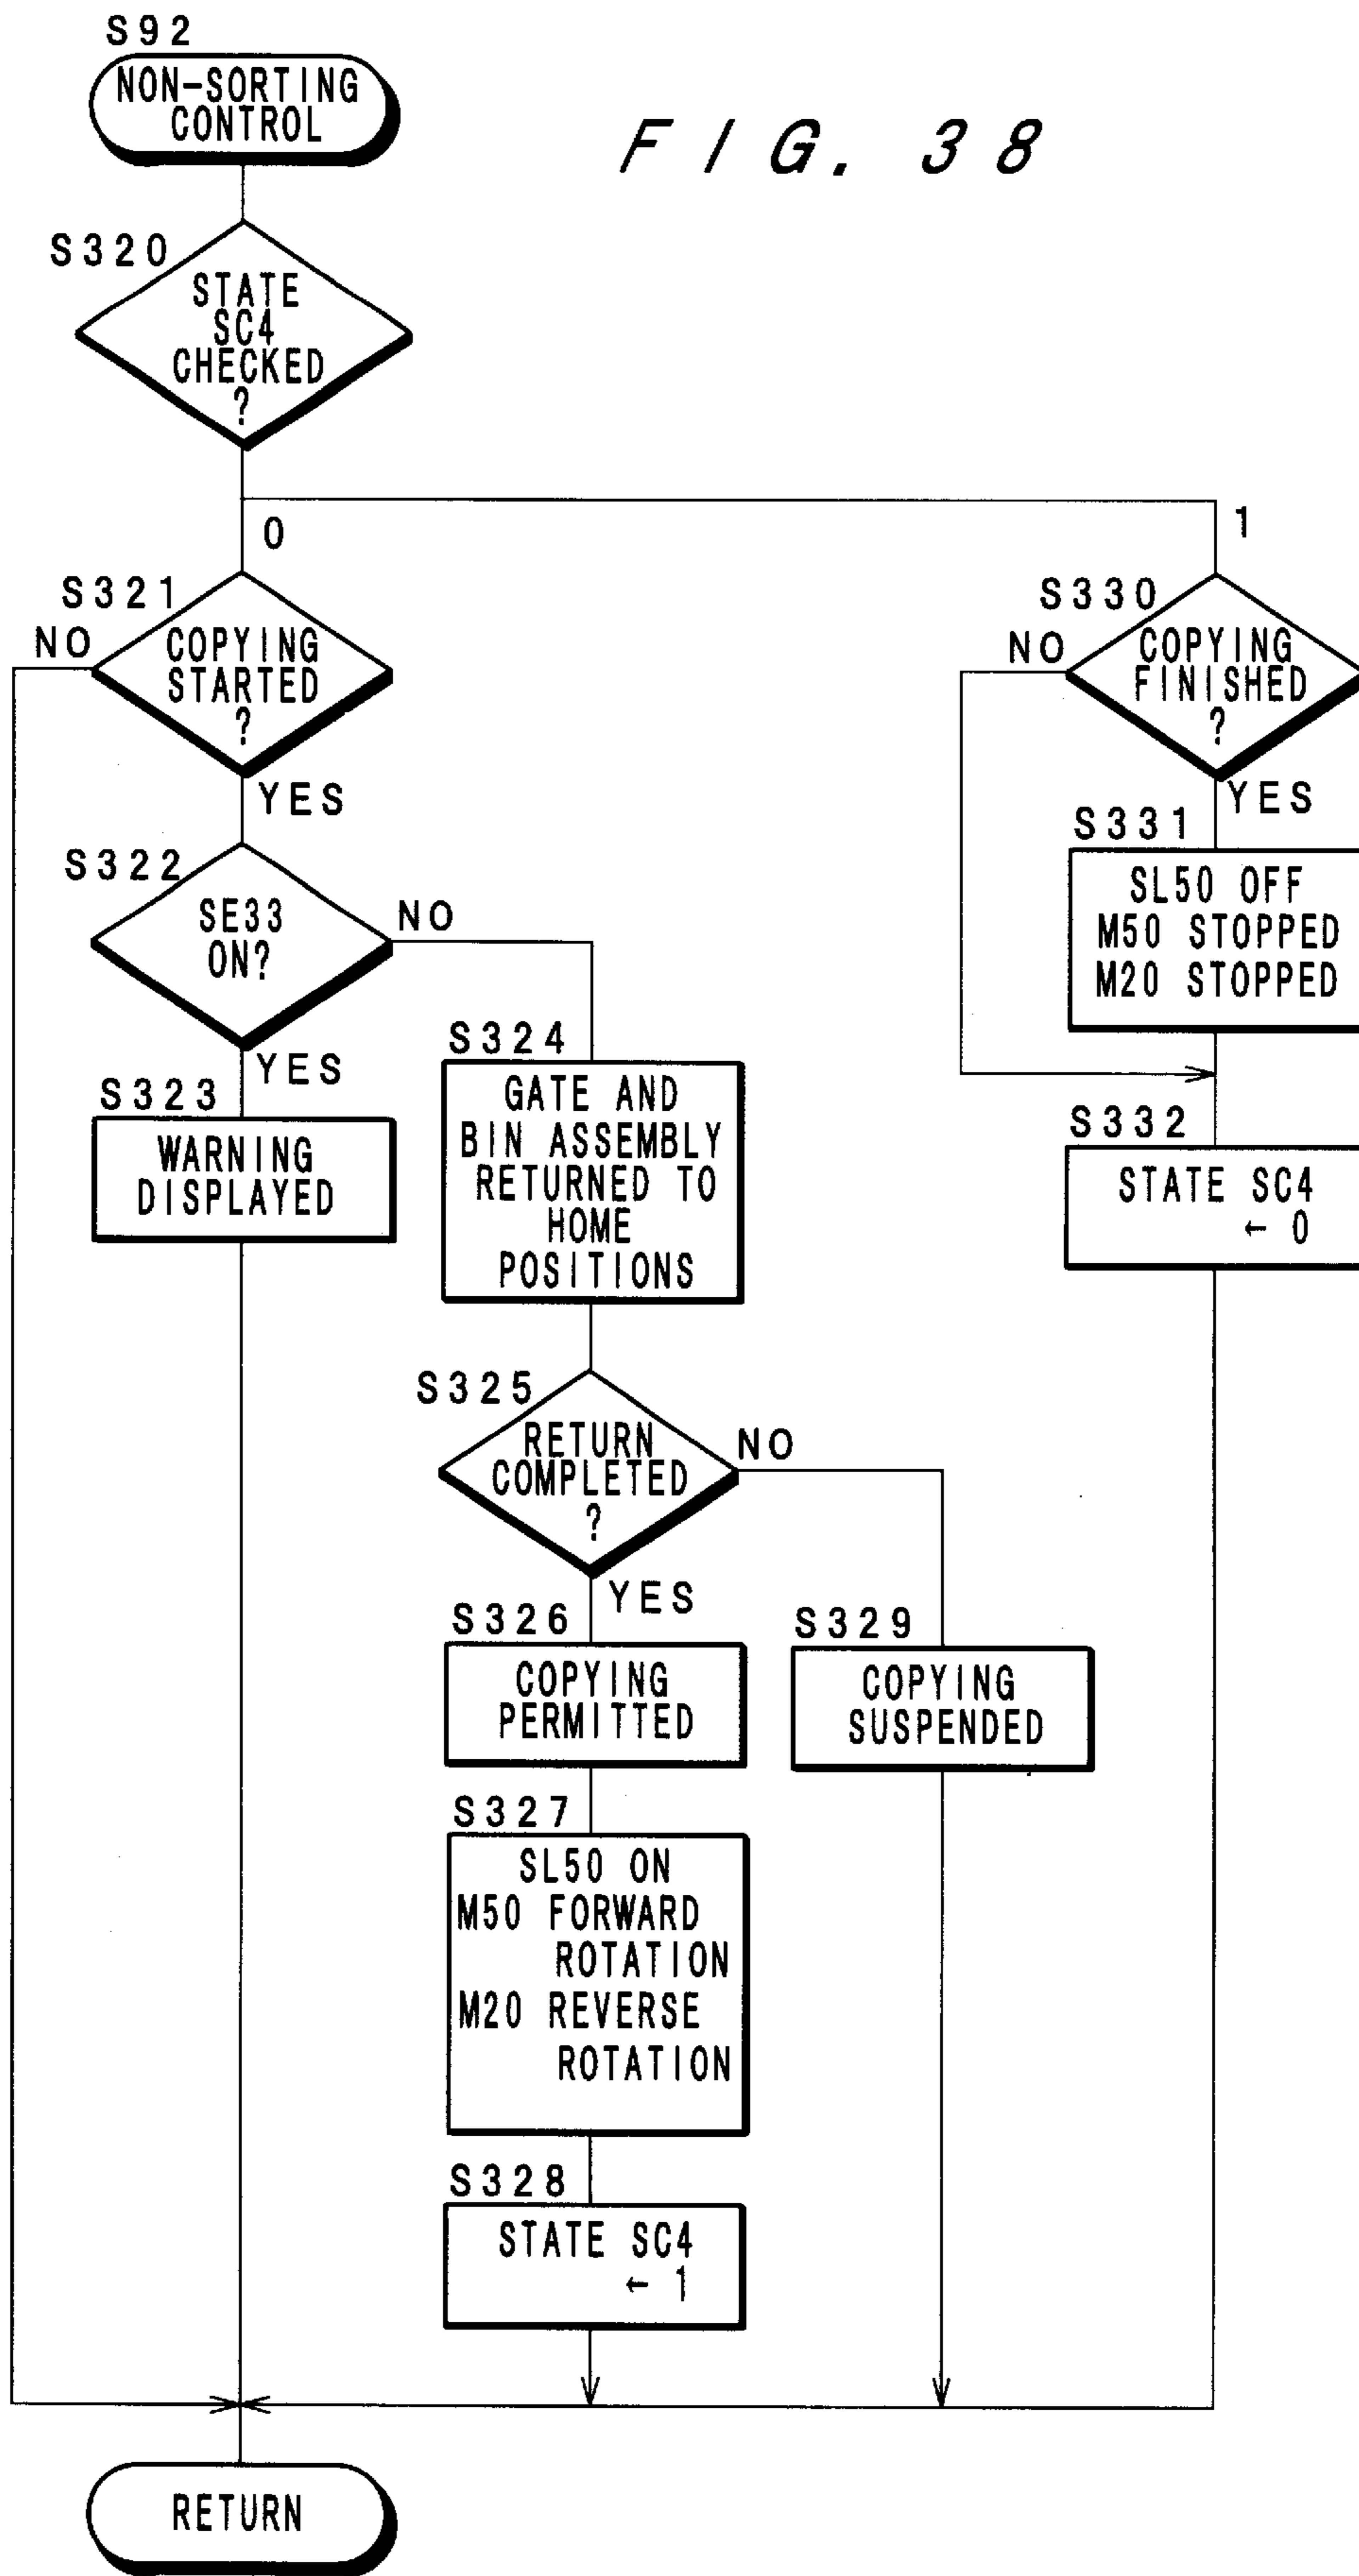 S92
NON-SORTING
CONTROL
FIG. 38
S320
STATE
SC4
CHECKED
?
0
1
S321
NO
COPYING
STARTED
?
YES
S330
NO
COPYING
FINISHED
?
YES
S322
SE33
ON?
NO
YES
S331
SL50 OFF
M50 STOPPED
M20 STOPPED
S323
WARNING
DISPLAYED
S324
GATE AND
BIN ASSEMBLY
RETURNED TO
HOME
POSITIONS
S332
STATE SC4
← 0
S325
RETURN
COMPLETED
?
NO
YES
S326
COPYING
PERMITTED
S329
COPYING
SUSPENDED
S327
SL50 ON
M50 FORWARD
ROTATION
M20 REVERSE
ROTATION
S328
STATE SC4
← 1
RETURN